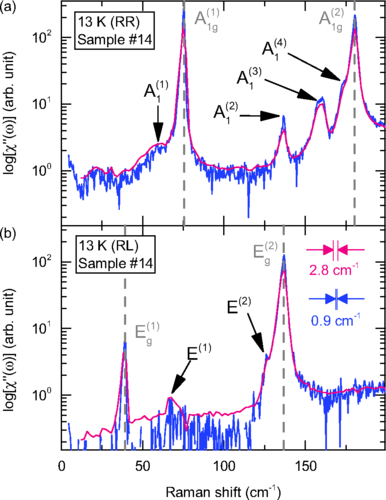 (a)
13 K (RR)
Sample #14
A₁g⁽¹⁾
A₁g⁽²⁾
A₁⁽¹⁾
A₁⁽²⁾
A₁⁽³⁾
A₁⁽⁴⁾
10²
10¹
10⁰
log[χ''(ω)] (arb. unit)
(b)
13 K (RL)
Sample #14
E_g⁽¹⁾
E_g⁽²⁾
E⁽¹⁾
E⁽²⁾
2.8 cm⁻¹
0.9 cm⁻¹
10²
10¹
10⁰
log[χ''(ω)] (arb. unit)
0 50 100 150
Raman shift (cm⁻¹)